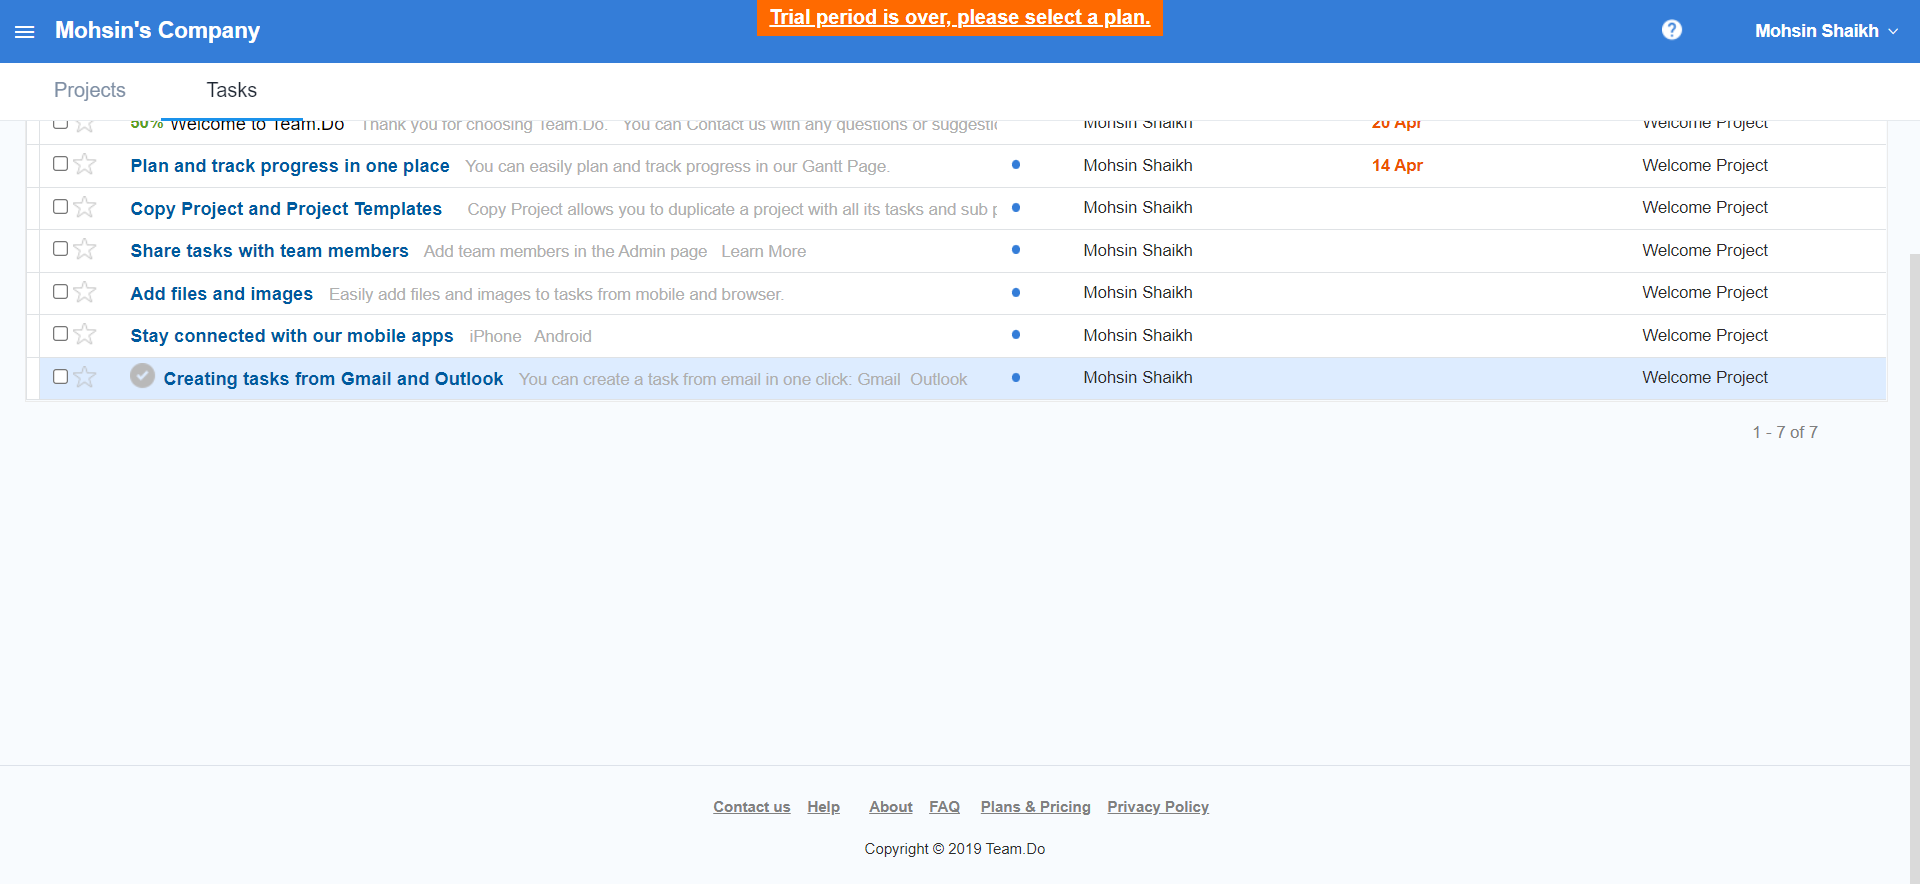 Mohsin's Company
Trial period is over, please select a plan.
?
Mohsin Shaikh
Projects
Tasks
50% Welcome to Team.Do Thank you for choosing Team.Do. You can Contact us with any questions or suggestic Mohsin Shaikh 20 Apr Welcome Project
Plan and track progress in one place You can easily plan and track progress in our Gantt Page. Mohsin Shaikh 14 Apr Welcome Project
Copy Project and Project Templates Copy Project allows you to duplicate a project with all its tasks and sub p Mohsin Shaikh Welcome Project
Share tasks with team members Add team members in the Admin page Learn More Mohsin Shaikh Welcome Project
Add files and images Easily add files and images to tasks from mobile and browser. Mohsin Shaikh Welcome Project
Stay connected with our mobile apps iPhone Android Mohsin Shaikh Welcome Project
Creating tasks from Gmail and Outlook You can create a task from email in one click: Gmail Outlook Mohsin Shaikh Welcome Project
1 - 7 of 7
Contact us Help About FAQ Plans & Pricing Privacy Policy
Copyright © 2019 Team.Do